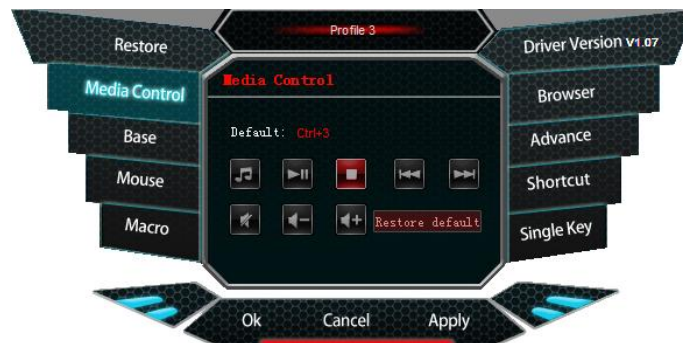 Profile 3
Restore
Driver Version V1.07
Media Control
Media Control
Browser
Base
Default: Ctrl+3
Advance
Mouse
Shortcut
Macro
Restore default
Single Key
Ok
Cancel
Apply